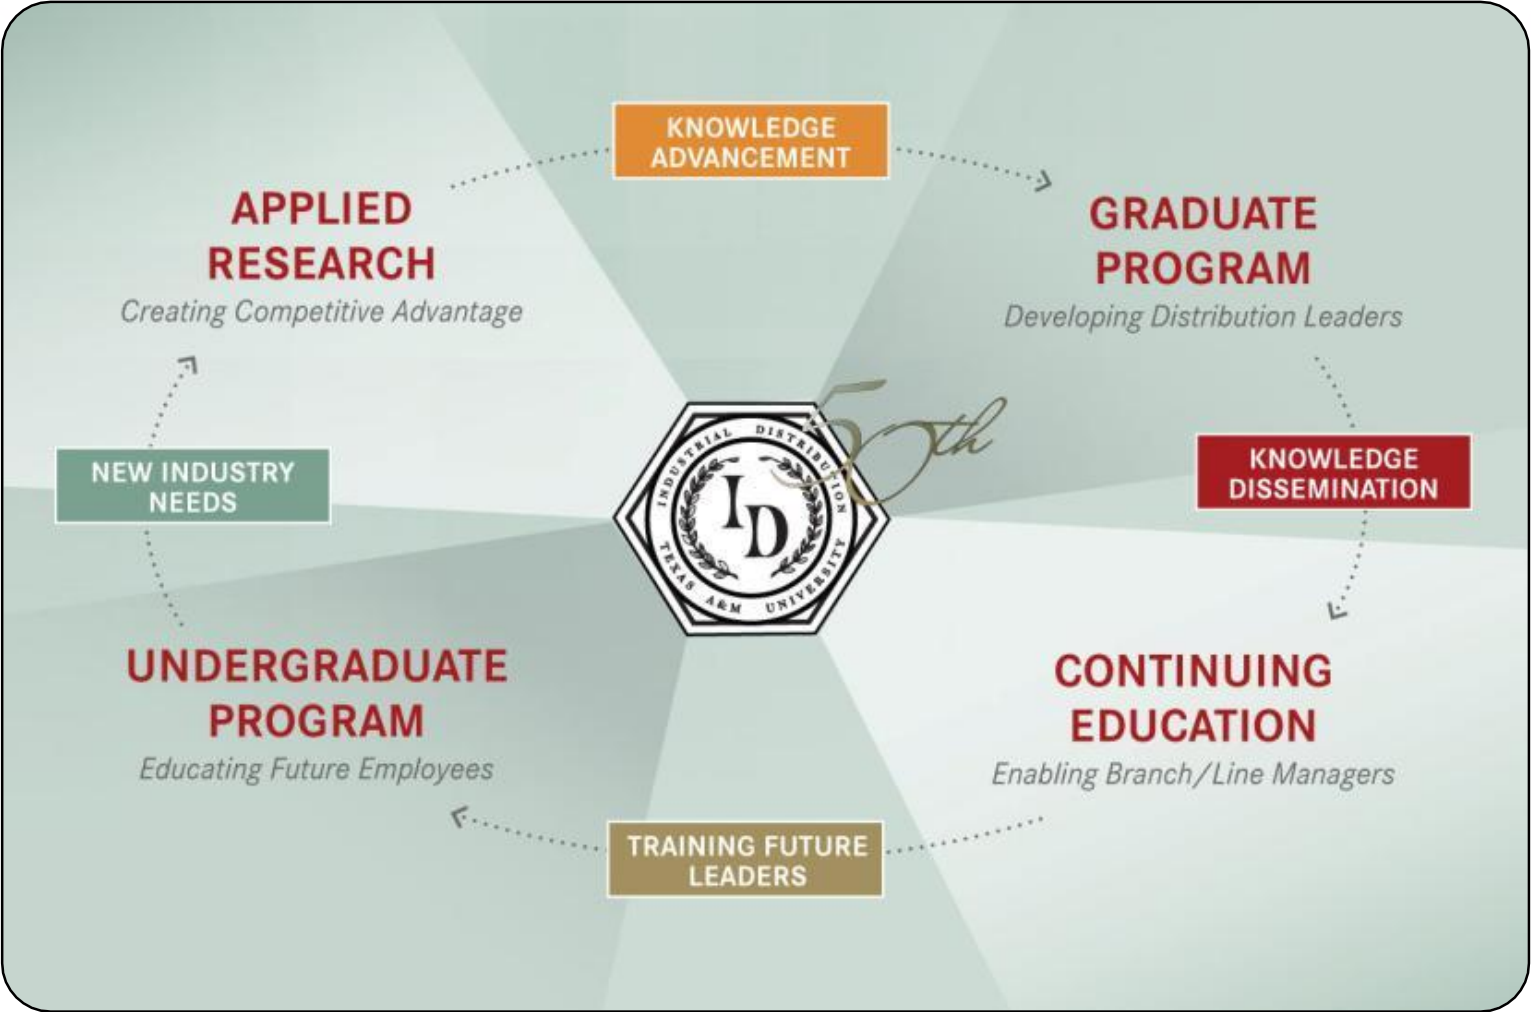 KNOWLEDGE
ADVANCEMENT
APPLIED
RESEARCH
Creating Competitive Advantage
GRADUATE
PROGRAM
Developing Distribution Leaders
NEW INDUSTRY
NEEDS
50th
INDUSTRIAL DISTRIBUTION
ID
TEXAS A&M UNIVERSITY
KNOWLEDGE
DISSEMINATION
UNDERGRADUATE
PROGRAM
Educating Future Employees
CONTINUING
EDUCATION
Enabling Branch/Line Managers
TRAINING FUTURE
LEADERS